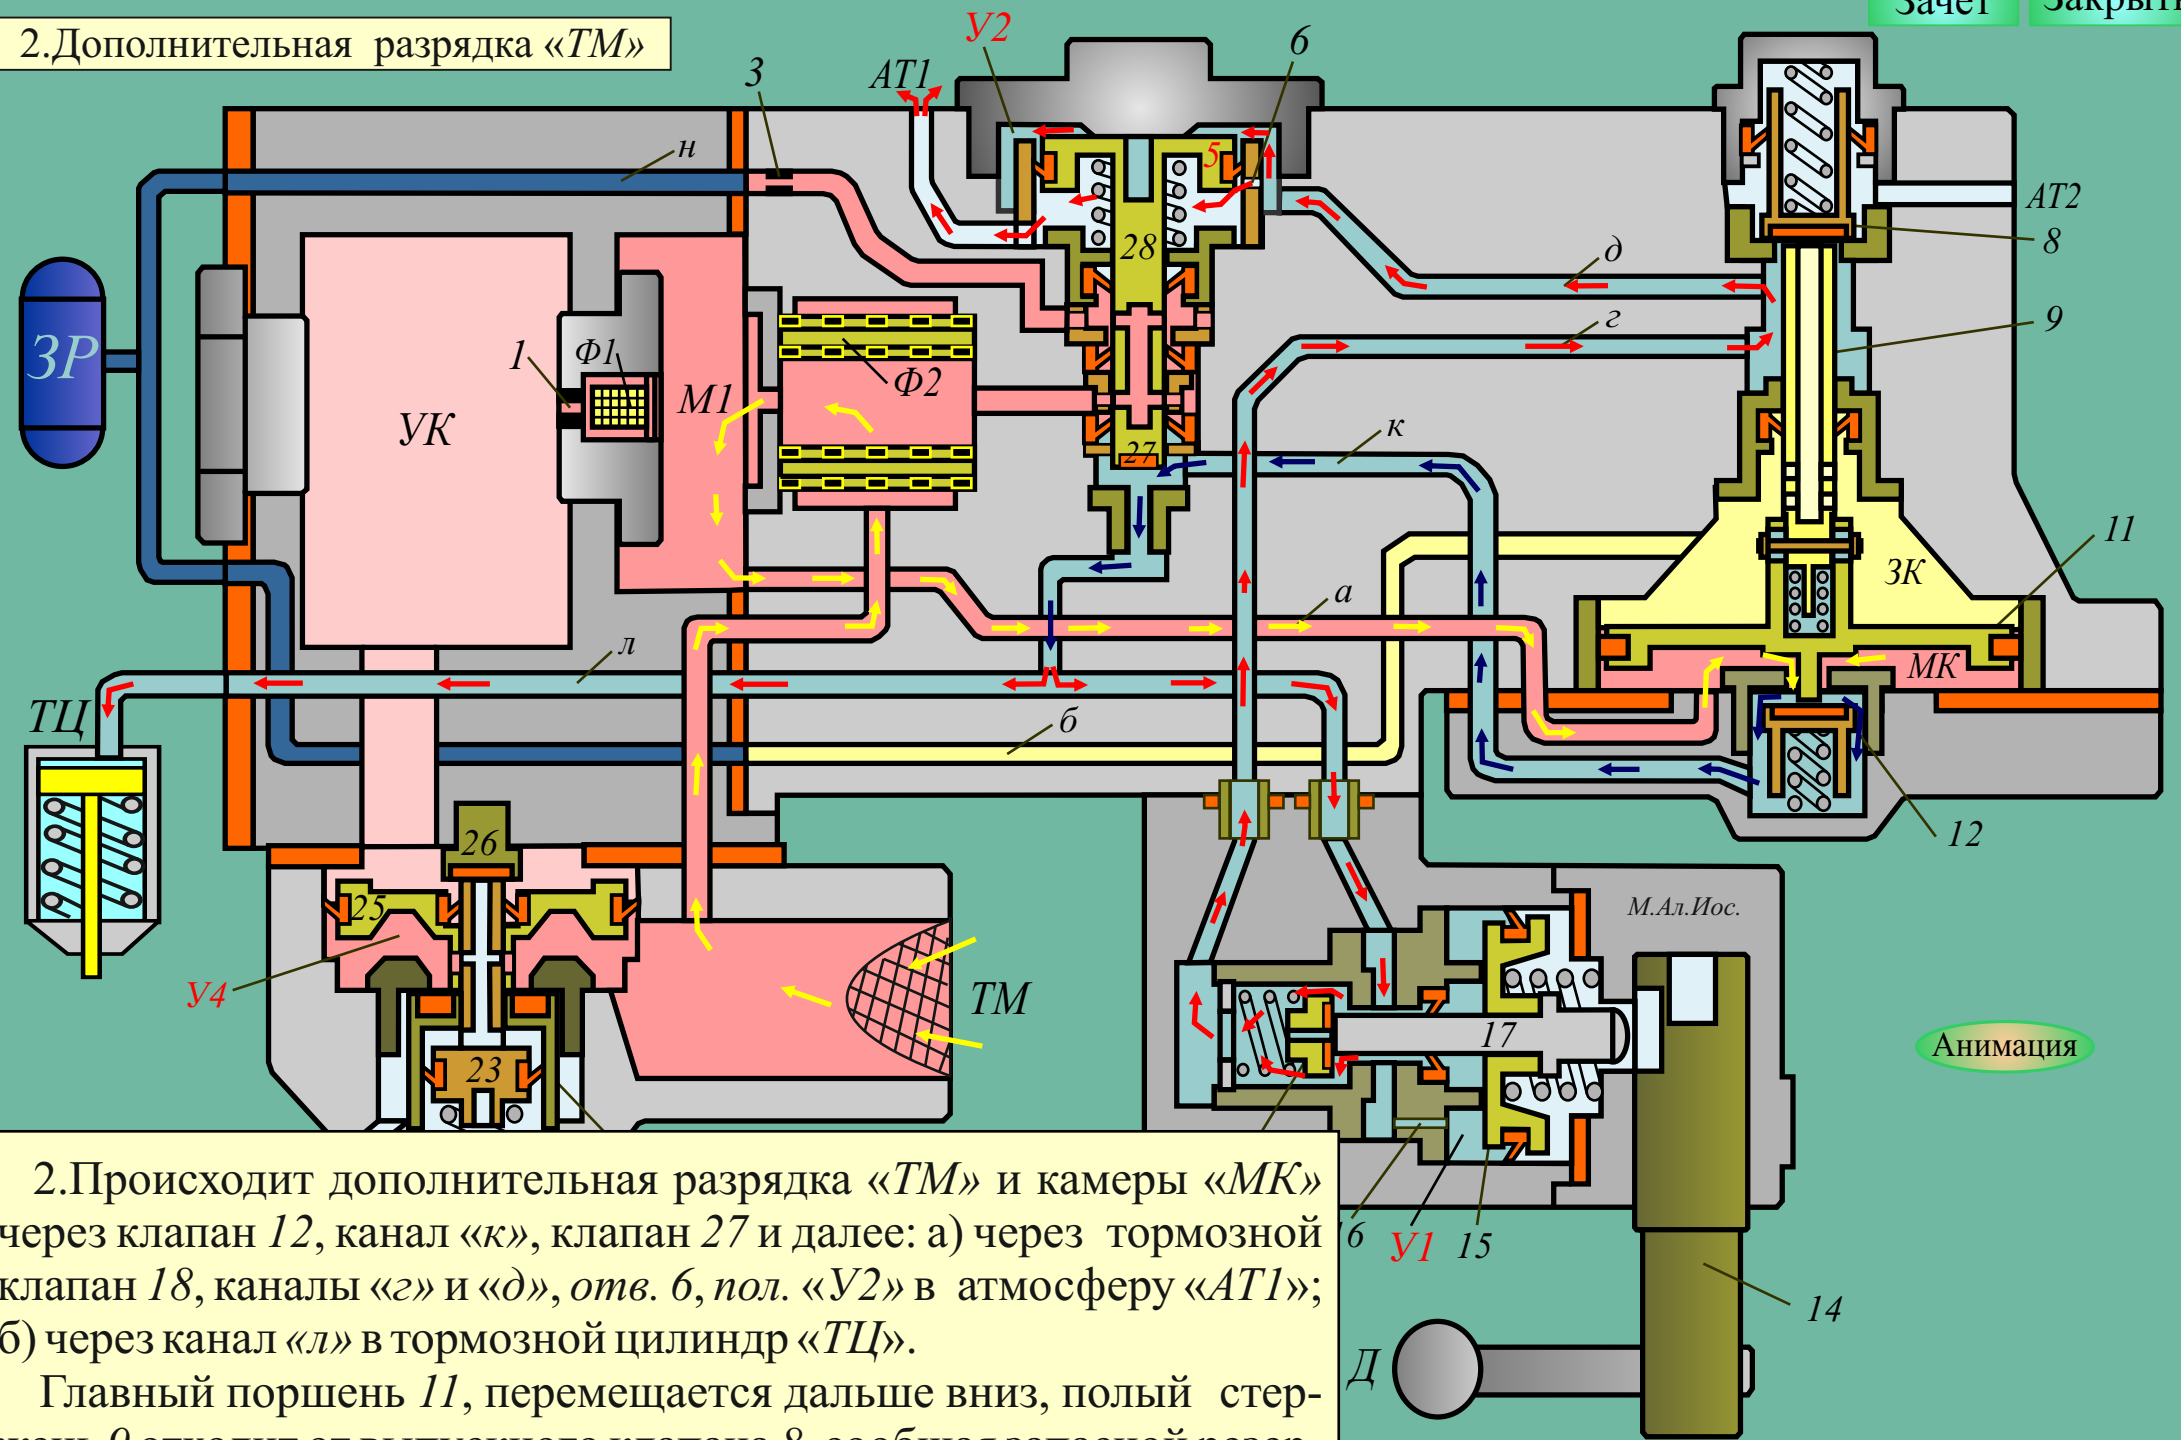 Зачет
Закрыть
2.Дополнительная разрядка «ТМ»
У2
6
3
АТ1
н
5
АТ2
8
28
д
9
г
ЗР
1
Ф1
М1
Ф2
УК
к
27
11
ЗК
а
л
МК
ТЦ
б
12
26
М.Ал.Иос.
25
У4
ТМ
17
Анимация
23
2.Происходит дополнительная разрядка «ТМ» и камеры «МК»
через клапан 12, канал «к», клапан 27 и далее: а) через тормозной
клапан 18, каналы «г» и «д», отв. 6, пол. «У2» в атмосферу «АТ1»;
б) через канал «л» в тормозной цилиндр «ТЦ».
Главный поршень 11, перемещается дальше вниз, полый стер-
16
У1
15
14
Д